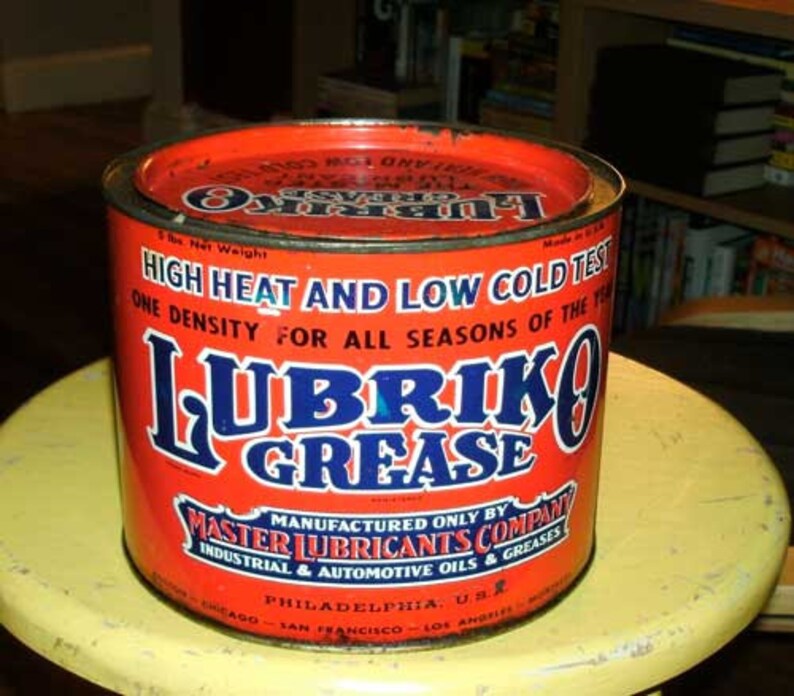 LUBRIKO
GREASE
5 lbs. Net Weight
Made in U.S.A.
HIGH HEAT AND LOW COLD TEST
ONE DENSITY FOR ALL SEASONS OF THE
LUBRIKO
GREASE
REGISTERED
MANUFACTURED ONLY BY
MASTER LUBRICANTS COMPANY
INDUSTRIAL & AUTOMOTIVE OILS & GREASES
PHILADELPHIA, U.S.A.
CHICAGO — SAN FRANCISCO — LOS ANGELES —